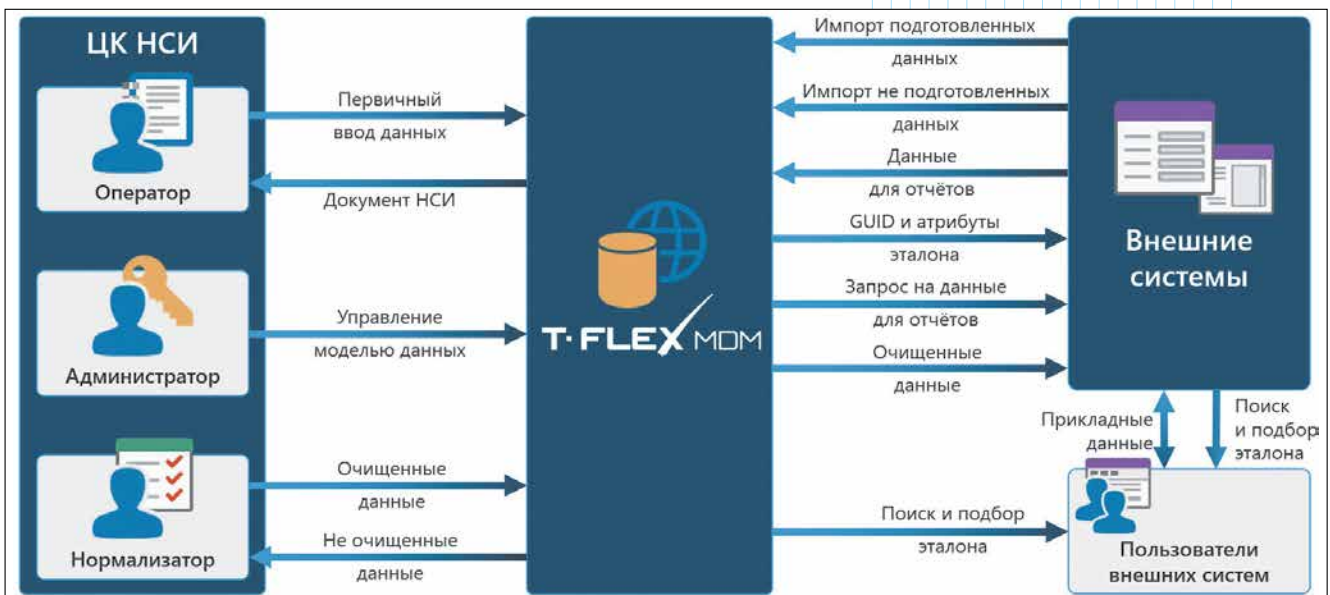 ЦК НСИ
Оператор
Администратор
Нормализатор
Первичный
ввод данных
Документ НСИ
Управление
моделью данных
Очищенные
данные
Не очищенные
данные
T·FLEX MDM
Импорт подготовленных
данных
Импорт не подготовленных
данных
Данные
для отчётов
GUID и атрибуты
эталона
Запрос на данные
для отчётов
Очищенные
данные
Поиск и подбор
эталона
Внешние
системы
Прикладные
данные
Поиск
и подбор
эталона
Пользователи
внешних систем